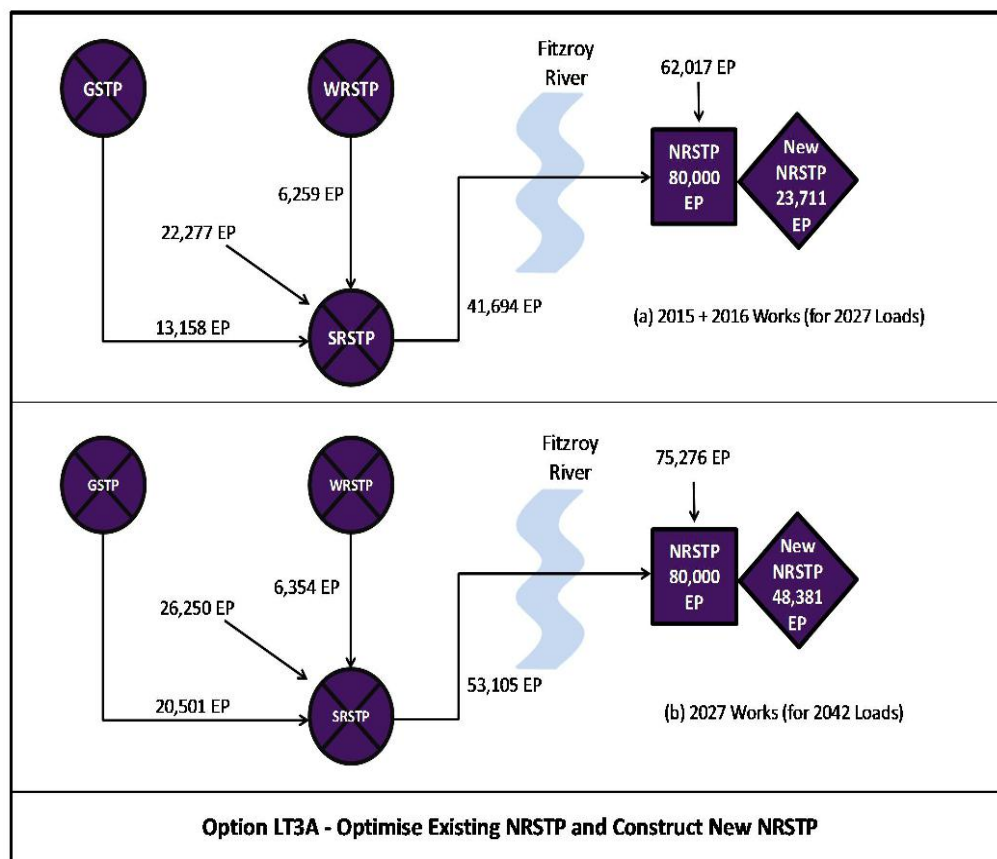 Fitzroy
River
62,017 EP
GSTP
WRSTP
NRSTP
80,000
EP
New
NRSTP
23,711
EP
6,259 EP
22,277 EP
13,158 EP
SRSTP
41,694 EP
(a) 2015 + 2016 Works (for 2027 Loads)
Fitzroy
River
75,276 EP
GSTP
WRSTP
NRSTP
80,000
EP
New
NRSTP
48,381
EP
6,354 EP
26,250 EP
20,501 EP
SRSTP
53,105 EP
(b) 2027 Works (for 2042 Loads)
Option LT3A - Optimise Existing NRSTP and Construct New NRSTP